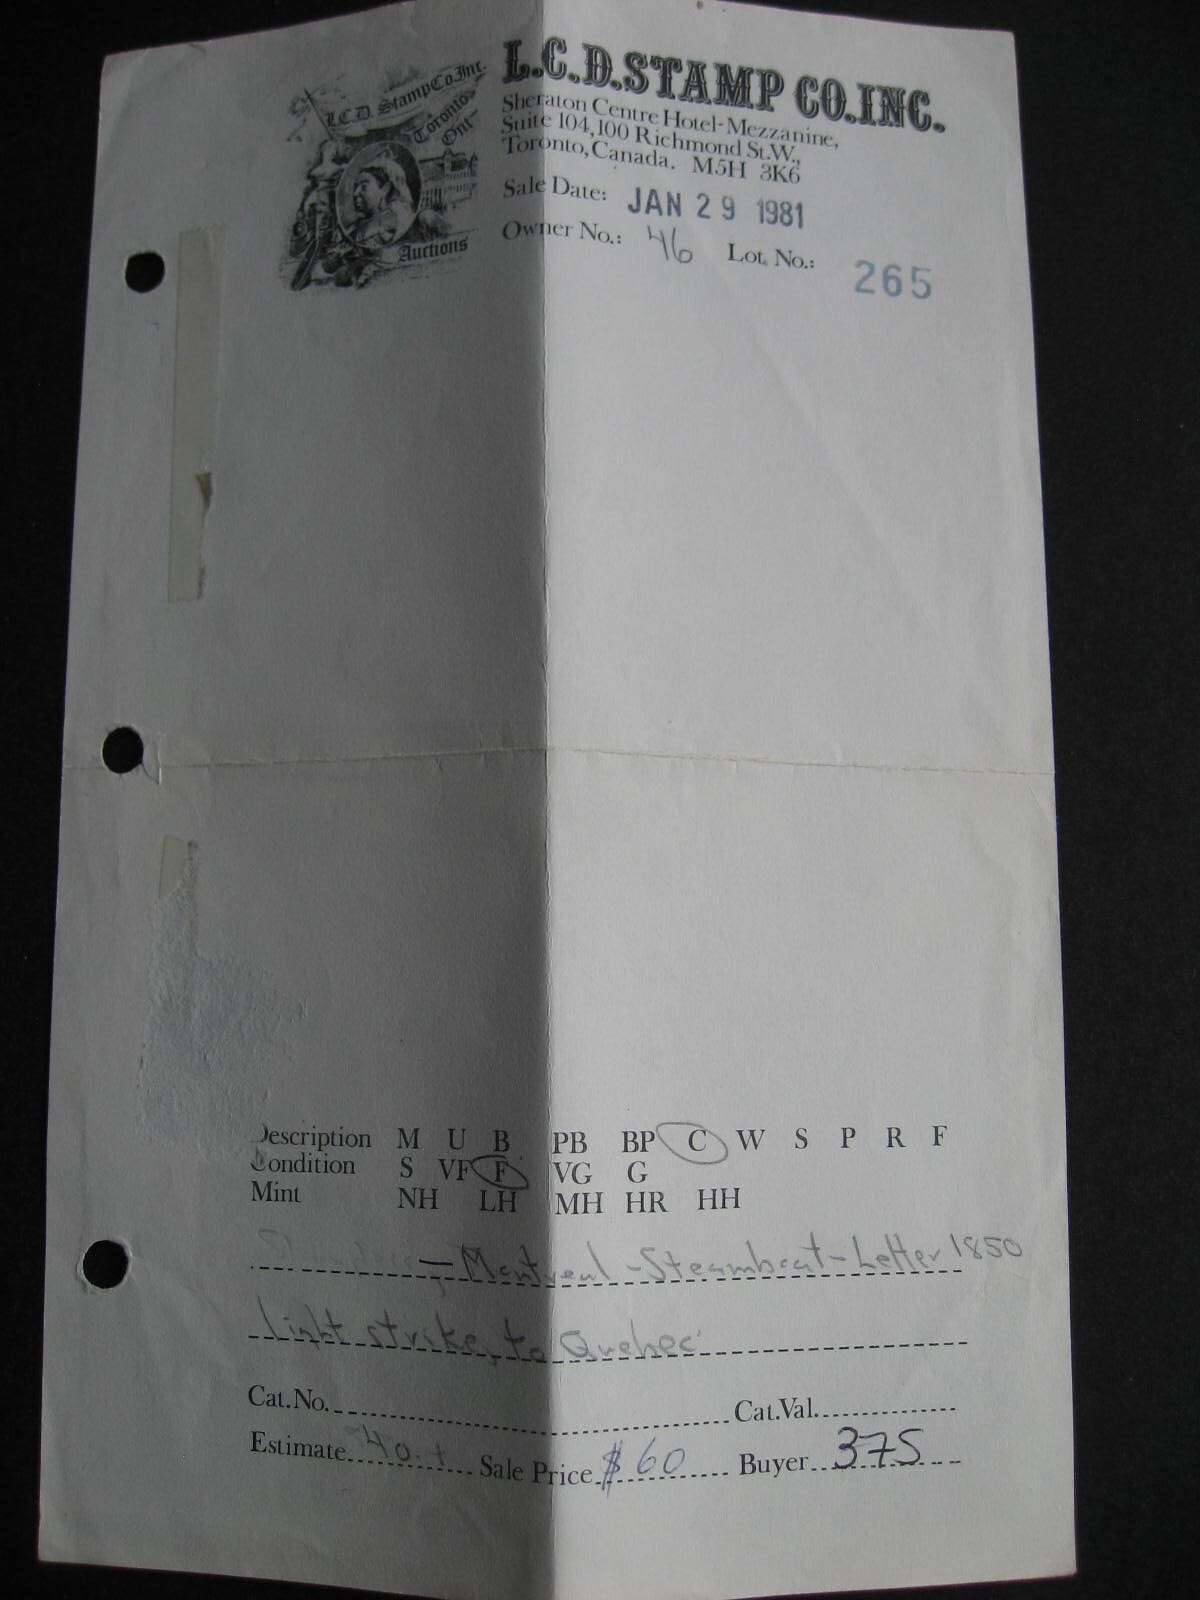 L.C.D. Stamp Co. Inc.
Toronto
Ont
Auctions
L.C.D. STAMP CO. INC.
Sheraton Centre Hotel-Mezzanine,
Suite 104, 100 Richmond St. W.,
Toronto, Canada. M5H 3K6
Sale Date: JAN 29 1981
Owner No.: 46 Lot. No.: 265
Description M U B PB BP C W S P R F
Condition S VF F VG G
Mint NH LH MH HR HH
- Montreal - Steamboat - Letter 1850
Light strike, to Quebec
Cat. No. Cat. Val.
Estimate 40.+ Sale Price $60 Buyer 375